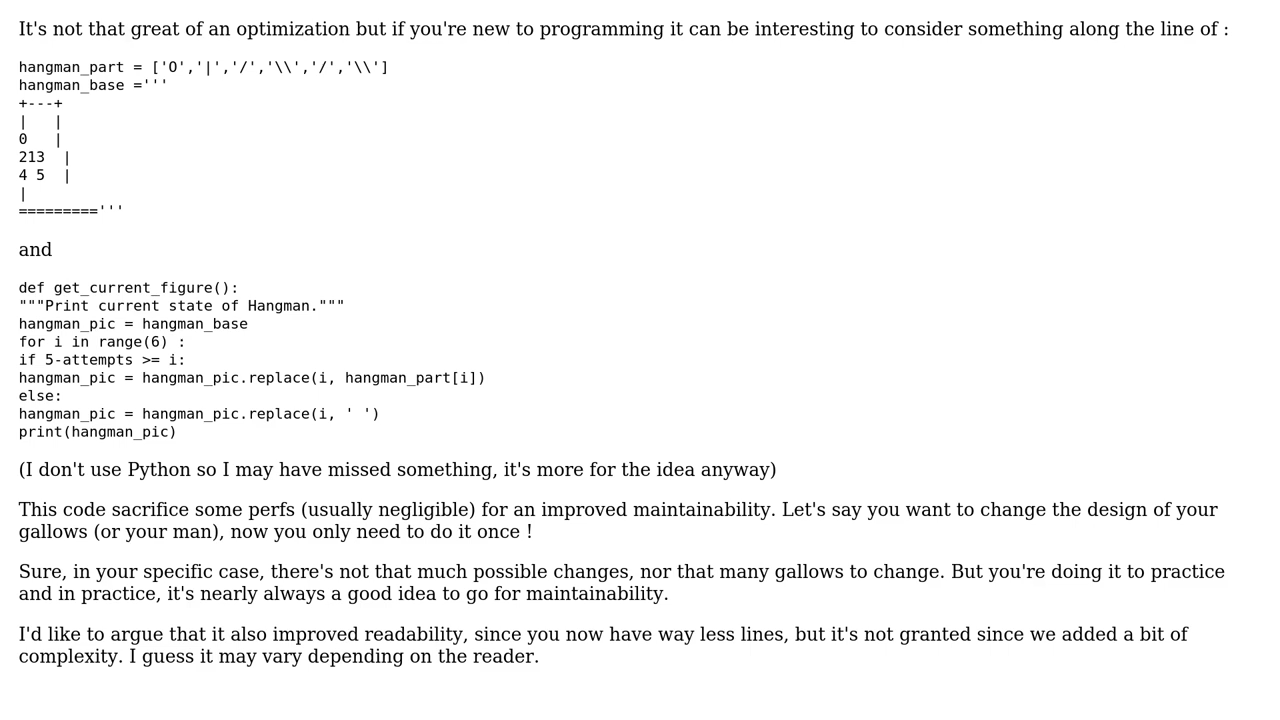 It's not that great of an optimization but if you're new to programming it can be interesting to consider something along the line of :
hangman_part = ['O','|','/','\\','/','\\']
hangman_base ='''
+---+
|   |
0   |
213  |
4 5  |
|
========='''
and
def get_current_figure():
"""Print current state of Hangman."""
hangman_pic = hangman_base
for i in range(6) :
if 5-attempts >= i:
hangman_pic = hangman_pic.replace(i, hangman_part[i])
else:
hangman_pic = hangman_pic.replace(i, ' ')
print(hangman_pic)
(I don't use Python so I may have missed something, it's more for the idea anyway)
This code sacrifice some perfs (usually negligible) for an improved maintainability. Let's say you want to change the design of your
gallows (or your man), now you only need to do it once !
Sure, in your specific case, there's not that much possible changes, nor that many gallows to change. But you're doing it to practice
and in practice, it's nearly always a good idea to go for maintainability.
I'd like to argue that it also improved readability, since you now have way less lines, but it's not granted since we added a bit of
complexity. I guess it may vary depending on the reader.